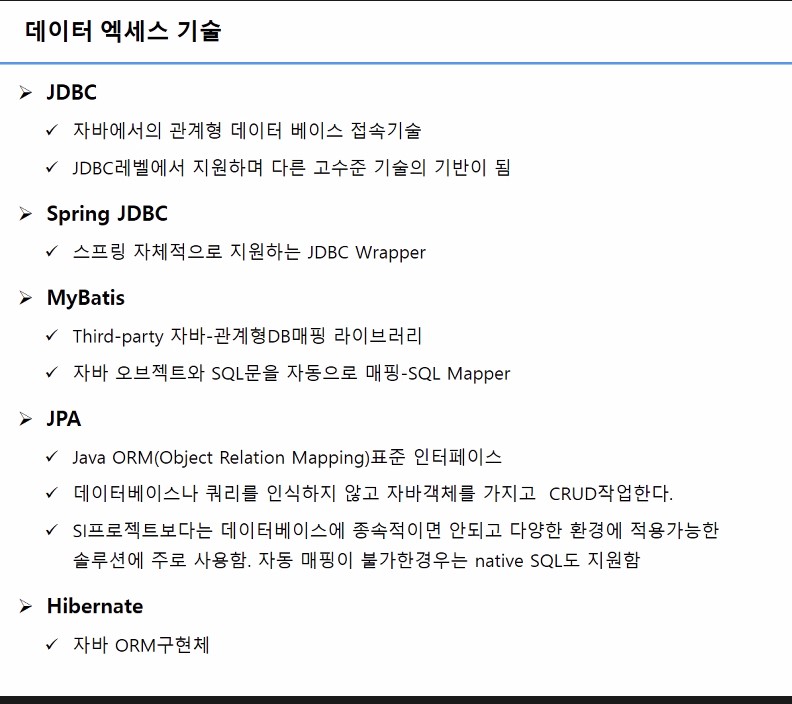 데이터 엑세스 기술
➢ JDBC
✓ 자바에서의 관계형 데이터 베이스 접속기술
✓ JDBC레벨에서 지원하며 다른 고수준 기술의 기반이 됨
➢ Spring JDBC
✓ 스프링 자체적으로 지원하는 JDBC Wrapper
➢ MyBatis
✓ Third-party 자바-관계형DB매핑 라이브러리
✓ 자바 오브젝트와 SQL문을 자동으로 매핑-SQL Mapper
➢ JPA
✓ Java ORM(Object Relation Mapping)표준 인터페이스
✓ 데이터베이스나 쿼리를 인식하지 않고 자바객체를 가지고 CRUD작업한다.
✓ SI프로젝트보다는 데이터베이스에 종속적이면 안되고 다양한 환경에 적용가능한
솔루션에 주로 사용함. 자동 매핑이 불가한경우는 native SQL도 지원함
➢ Hibernate
✓ 자바 ORM구현체